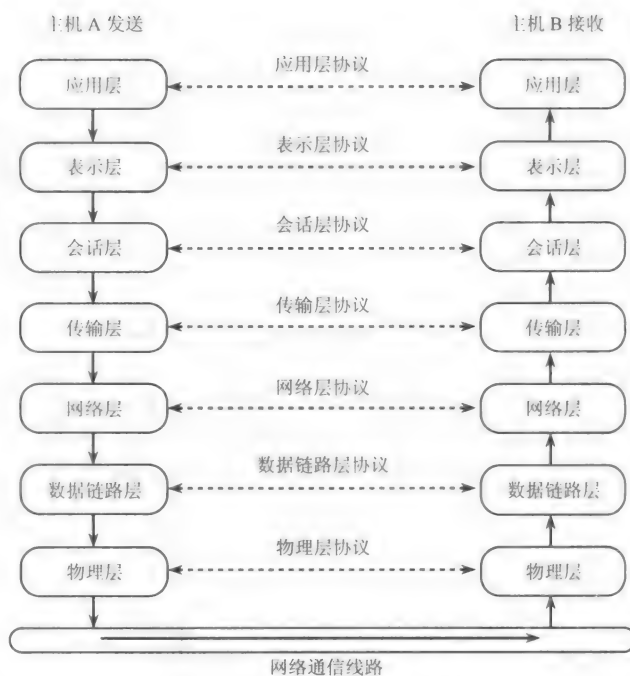 主机 A 发送 主机 B 接收
应用层 应用层协议 应用层
表示层 表示层协议 表示层
会话层 会话层协议 会话层
传输层 传输层协议 传输层
网络层 网络层协议 网络层
数据链路层 数据链路层协议 数据链路层
物理层 物理层协议 物理层
网络通信线路